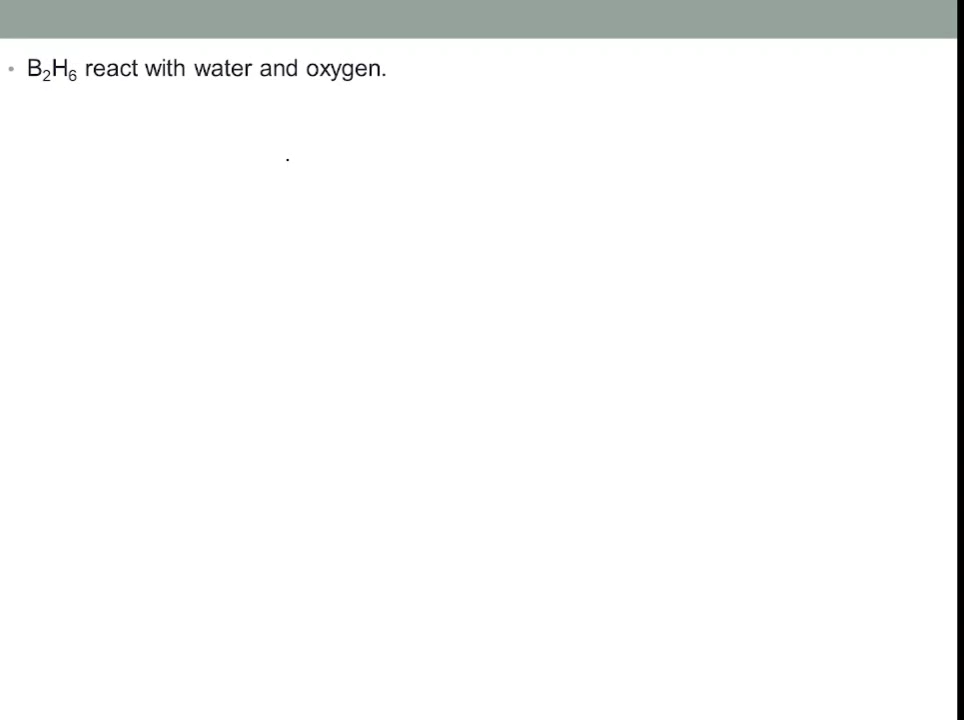 • B₂H₆ react with water and oxygen.